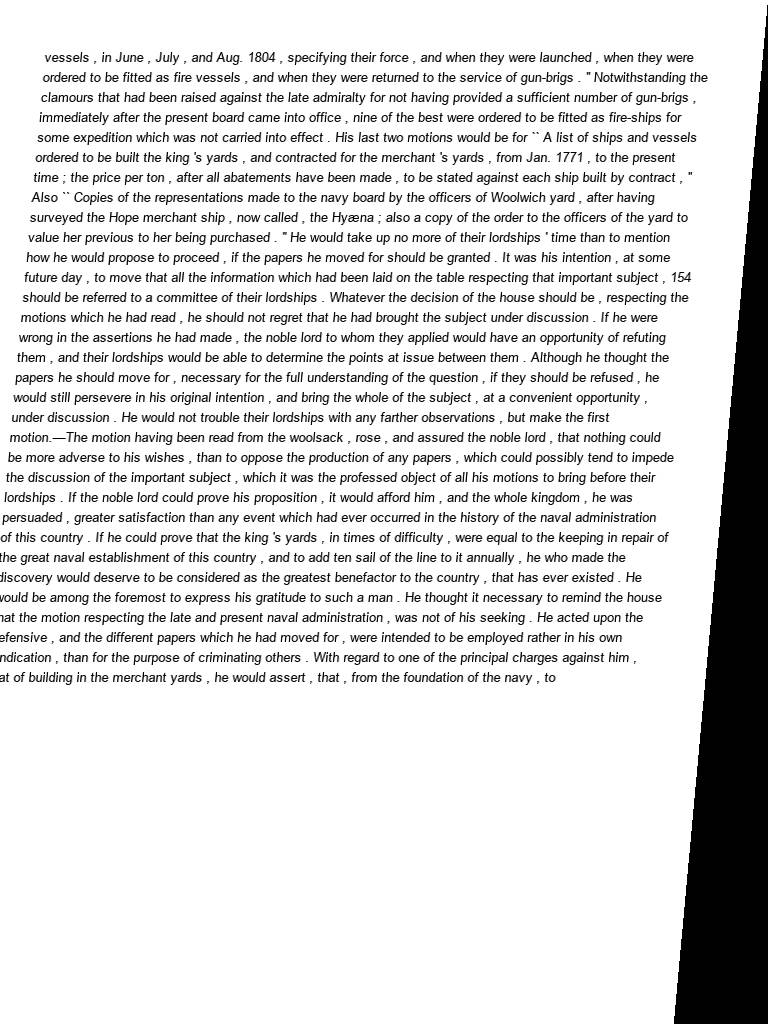 vessels , in June , July , and Aug. 1804 , specifying their force , and when they were launched , when they were
ordered to be fitted as fire vessels , and when they were returned to the service of gun-brigs . " Notwithstanding the
clamours that had been raised against the late admiralty for not having provided a sufficient number of gun-brigs ,
immediately after the present board came into office , nine of the best were ordered to be fitted as fire-ships for
some expedition which was not carried into effect . His last two motions would be for `` A list of ships and vessels
ordered to be built the king 's yards , and contracted for the merchant 's yards , from Jan. 1771 , to the present
time ; the price per ton , after all abatements have been made , to be stated against each ship built by contract , "
Also `` Copies of the representations made to the navy board by the officers of Woolwich yard , after having
surveyed the Hope merchant ship , now called , the Hyæna ; also a copy of the order to the officers of the yard to
value her previous to her being purchased . " He would take up no more of their lordships ' time than to mention
how he would propose to proceed , if the papers he moved for should be granted . It was his intention , at some
future day , to move that all the information which had been laid on the table respecting that important subject , 154
should be referred to a committee of their lordships . Whatever the decision of the house should be , respecting the
motions which he had read , he should not regret that he had brought the subject under discussion . If he were
wrong in the assertions he had made , the noble lord to whom they applied would have an opportunity of refuting
them , and their lordships would be able to determine the points at issue between them . Although he thought the
papers he should move for , necessary for the full understanding of the question , if they should be refused , he
would still persevere in his original intention , and bring the whole of the subject , at a convenient opportunity ,
under discussion . He would not trouble their lordships with any farther observations , but make the first
motion.—The motion having been read from the woolsack , rose , and assured the noble lord , that nothing could
be more adverse to his wishes , than to oppose the production of any papers , which could possibly tend to impede
the discussion of the important subject , which it was the professed object of all his motions to bring before their
lordships . If the noble lord could prove his proposition , it would afford him , and the whole kingdom , he was
persuaded , greater satisfaction than any event which had ever occurred in the history of the naval administration
of this country . If he could prove that the king 's yards , in times of difficulty , were equal to the keeping in repair of
the great naval establishment of this country , and to add ten sail of the line to it annually , he who made the
discovery would deserve to be considered as the greatest benefactor to the country , that has ever existed . He
would be among the foremost to express his gratitude to such a man . He thought it necessary to remind the house
hat the motion respecting the late and present naval administration , was not of his seeking . He acted upon the
efensive , and the different papers which he had moved for , were intended to be employed rather in his own
ndication , than for the purpose of criminating others . With regard to one of the principal charges against him ,
at of building in the merchant yards , he would assert , that , from the foundation of the navy , to